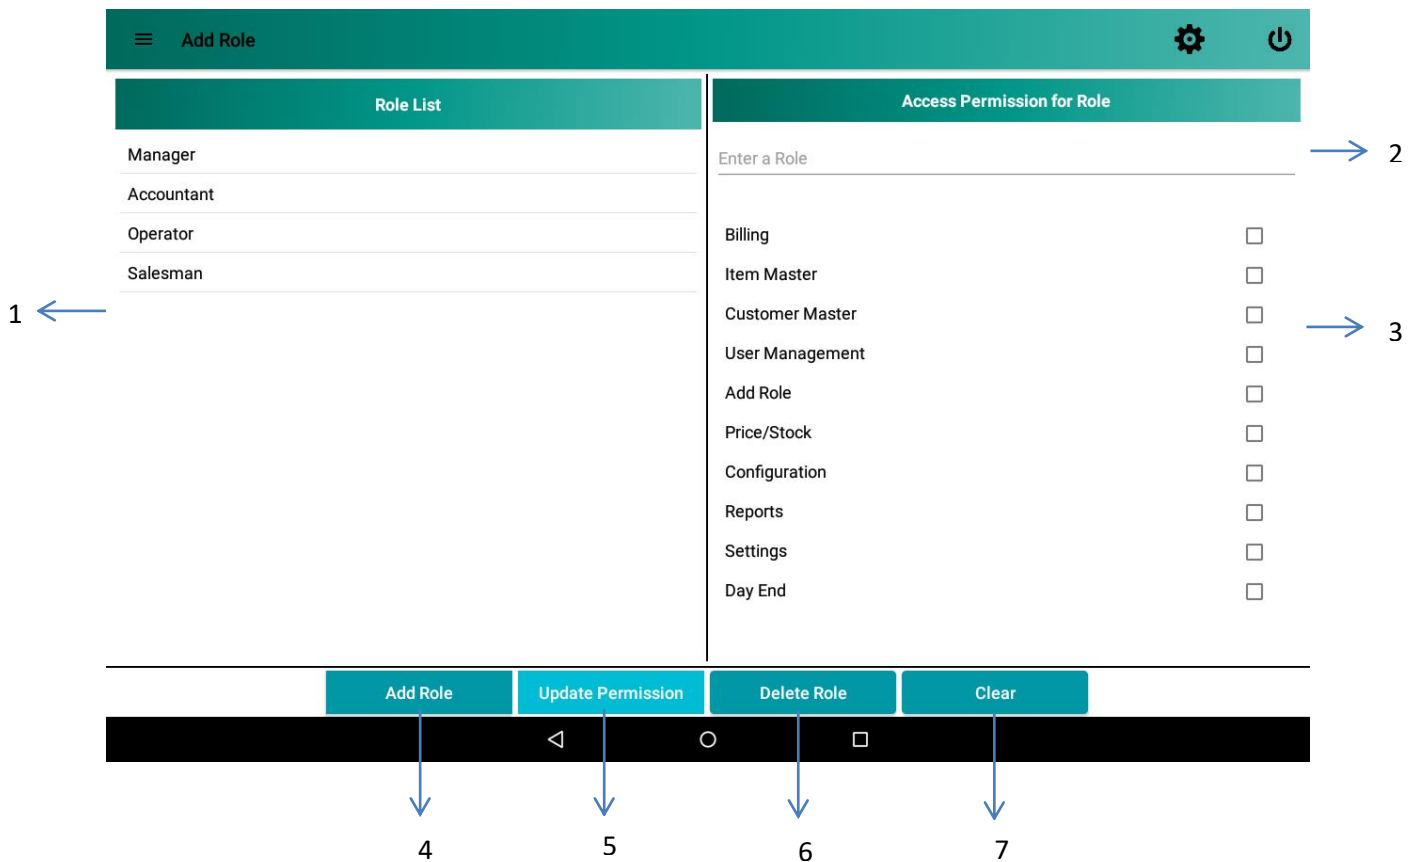 Add Role
Role List
Manager
Accountant
Operator
Salesman
1
Access Permission for Role
Enter a Role
2
Billing
Item Master
Customer Master
3
User Management
Add Role
Price/Stock
Configuration
Reports
Settings
Day End
Add Role Update Permission Delete Role Clear
4 5 6 7